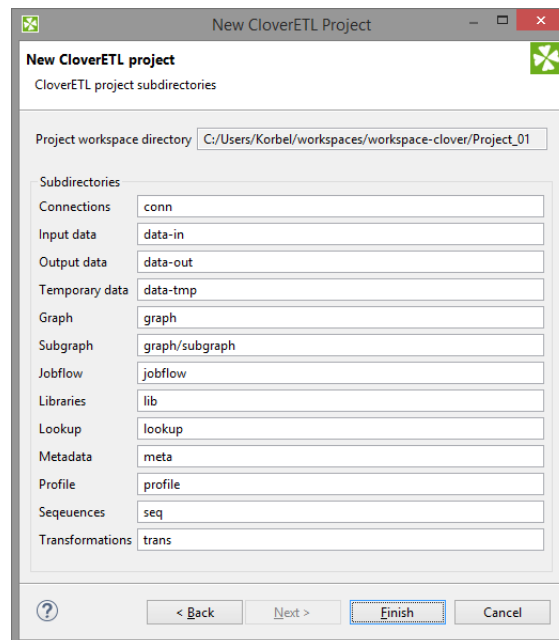 New CloverETL Project
New CloverETL project
CloverETL project subdirectories
Project workspace directory C:/Users/Korbel/workspaces/workspace-clover/Project_01
Subdirectories
Connections conn
Input data data-in
Output data data-out
Temporary data data-tmp
Graph graph
Subgraph graph/subgraph
Jobflow jobflow
Libraries lib
Lookup lookup
Metadata meta
Profile profile
Seqeuences seq
Transformations trans
? < Back Next > Finish Cancel